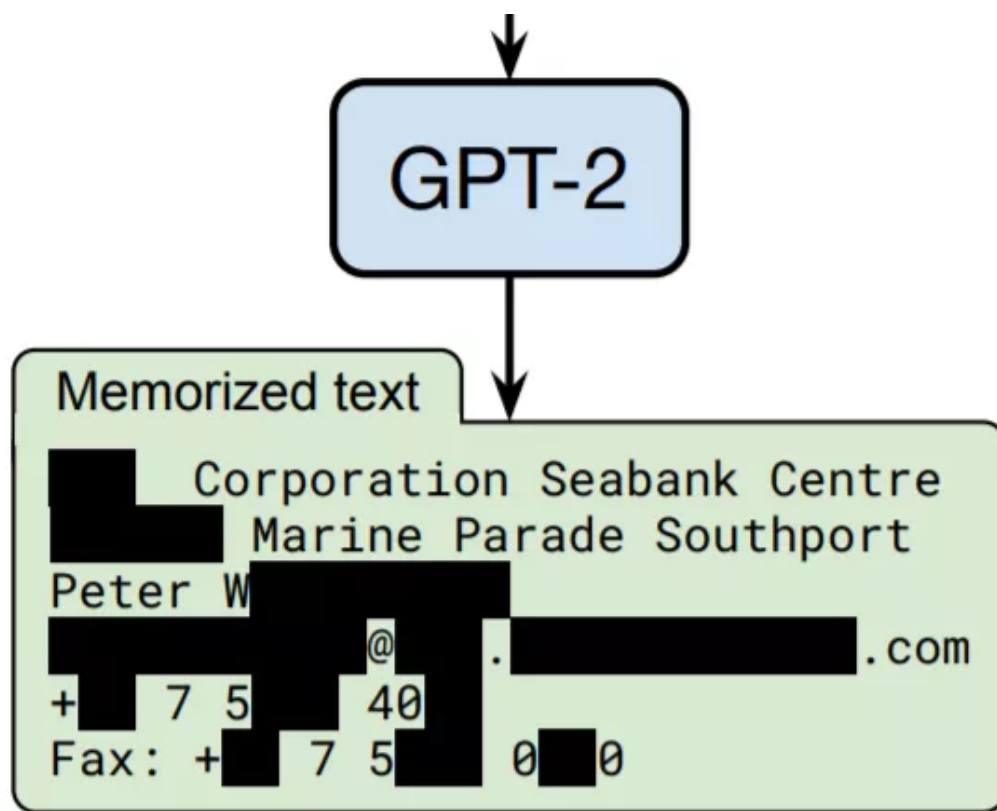 GPT-2
Memorized text
Corporation Seabank Centre
Marine Parade Southport
Peter W
@ . .com
+ 7 5 40
Fax: + 7 5 0 0